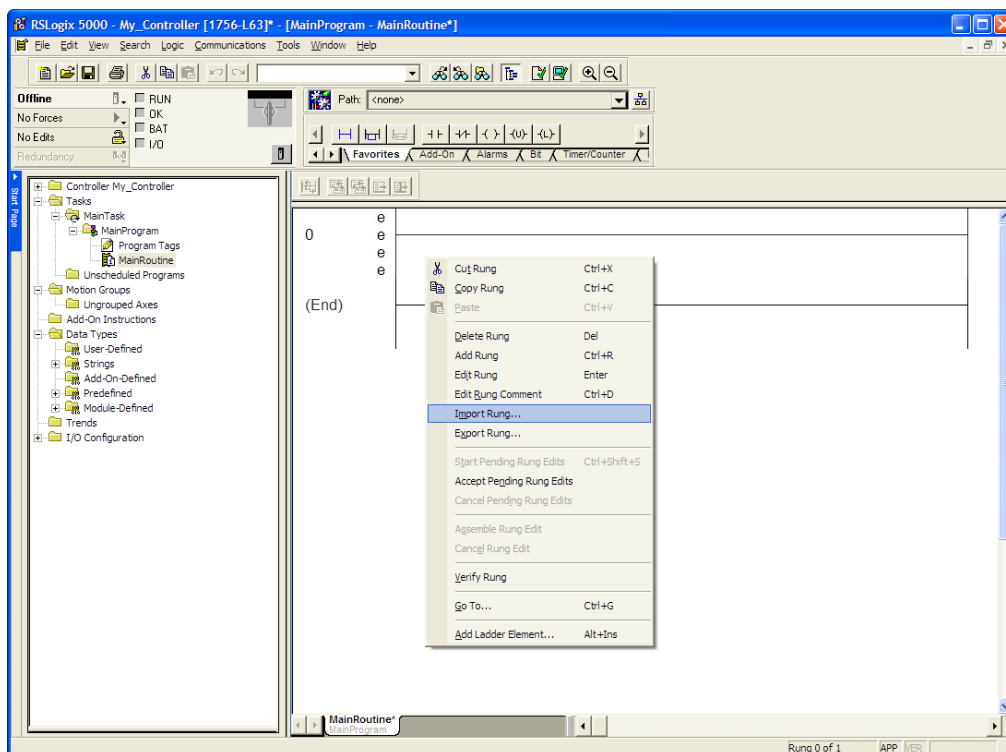 RSLogix 5000 - My_Controller [1756-L63]* - [MainProgram - MainRoutine*]
File Edit View Search Logic Communications Tools Window Help
Offline
RUN
No Forces
OK
No Edits
BAT
Redundancy
I/O
Path: <none>
Favorites Add-On Alarms Bit Timer/Counter
Start Page
Controller My_Controller
Tasks
MainTask
MainProgram
Program Tags
MainRoutine
Unscheduled Programs
Motion Groups
Ungrouped Axes
Add-On Instructions
Data Types
User-Defined
Strings
Add-On-Defined
Predefined
Module-Defined
Trends
I/O Configuration
e
0 e
e
e
(End)
Cut Rung Ctrl+X
Copy Rung Ctrl+C
Paste Ctrl+V
Delete Rung Del
Add Rung Ctrl+R
Edit Rung Enter
Edit Rung Comment Ctrl+D
Import Rung...
Export Rung...
Start Pending Rung Edits Ctrl+Shift+S
Accept Pending Rung Edits
Cancel Pending Rung Edits
Assemble Rung Edit
Cancel Rung Edit
Verify Rung
Go To... Ctrl+G
Add Ladder Element... Alt+Ins
MainRoutine*
MainProgram
Rung 0 of 1 APP VER